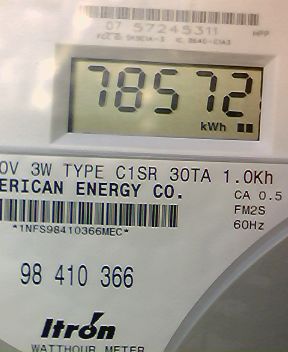 07 57245311 HPP
78572
kWh
0V 3W TYPE C1SR 30TA 1.0Kh
ERICAN ENERGY CO.
CA 0.5
FM2S
*1NFS98410366MEC*
60Hz
98 410 366
Itron
WATTHOUR METER